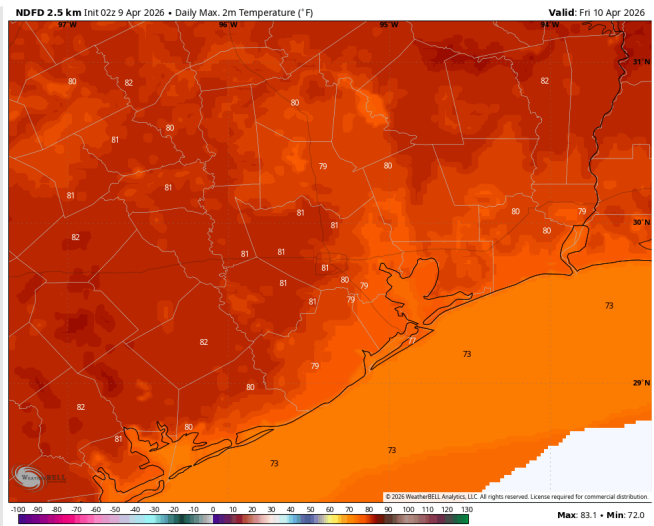 NDFD 2.5 km Init 02z 9 Apr 2026 • Daily Max. 2m Temperature (°F)
Valid: Fri 10 Apr 2026
97°W 96°W 95°W 94°W
31°N
80 82 82
80
80
81
79 80
81
81
81 80 79
30°N
81
82 80
81 81
81
81 80 79
81 79
73
82 77
73
79
29°N
80
82
80
81
73
73
WeatherBELL
© 2026 WeatherBELL Analytics, LLC. All rights reserved. License required for commercial distribution.
-100 -90 -80 -70 -60 -50 -40 -30 -20 -10 0 10 20 30 40 50 60 70 80 90 100 110 120 130
Max: 83.1 • Min: 72.0